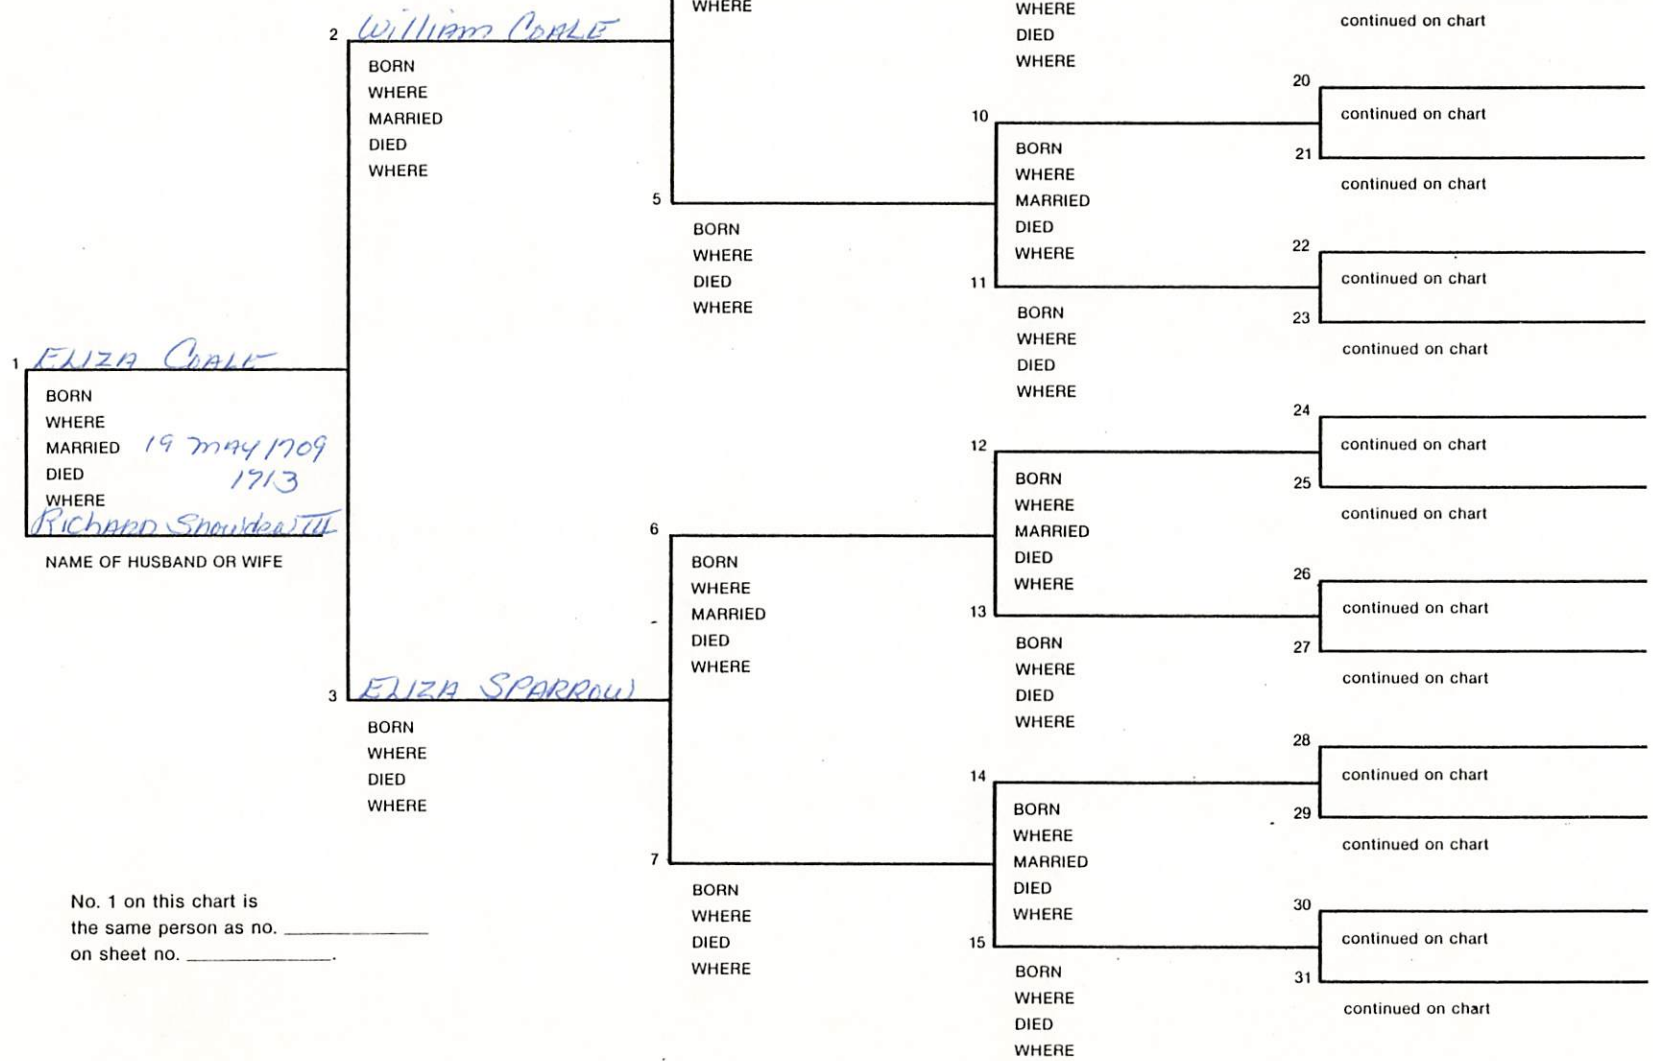 1 ELIZA COALE
BORN
WHERE
MARRIED 19 MAY 1709
DIED 1713
WHERE
RICHARD Snowden III
NAME OF HUSBAND OR WIFE
No. 1 on this chart is
the same person as no.
on sheet no. .
2 William COALE
BORN
WHERE
MARRIED
DIED
WHERE
3 ELIZA SPARROW
BORN
WHERE
DIED
WHERE
WHERE
5
BORN
WHERE
DIED
WHERE
6
BORN
WHERE
MARRIED
DIED
WHERE
7
BORN
WHERE
DIED
WHERE
WHERE
DIED
WHERE
10
BORN
WHERE
MARRIED
DIED
WHERE
11
BORN
WHERE
DIED
WHERE
12
BORN
WHERE
MARRIED
DIED
WHERE
13
BORN
WHERE
DIED
WHERE
14
BORN
WHERE
MARRIED
DIED
WHERE
15
BORN
WHERE
DIED
WHERE
continued on chart
20
continued on chart
21
continued on chart
22
continued on chart
23
continued on chart
24
continued on chart
25
continued on chart
26
continued on chart
27
continued on chart
28
continued on chart
29
continued on chart
30
continued on chart
31
continued on chart